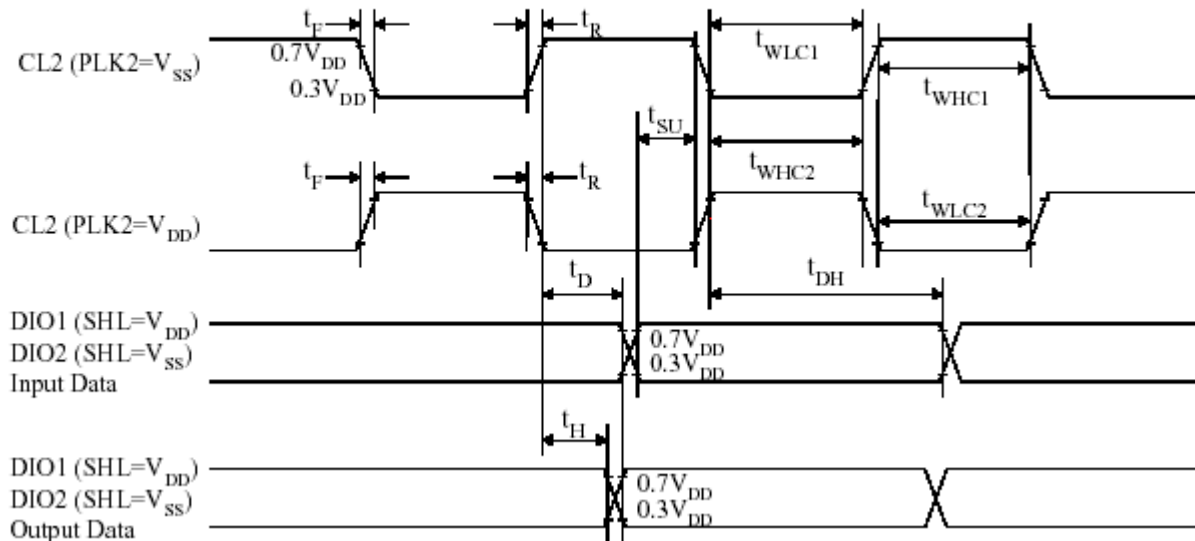 t_F t_R t_WLC1
CL2 (PLK2=V_SS) 0.7V_DD
0.3V_DD t_WHC1
t_SU
t_F t_R t_WHC2
CL2 (PLK2=V_DD) t_WLC2
t_D t_DH
DIO1 (SHL=V_DD) 0.7V_DD
DIO2 (SHL=V_SS) 0.3V_DD
Input Data
t_H
DIO1 (SHL=V_DD) 0.7V_DD
DIO2 (SHL=V_SS) 0.3V_DD
Output Data